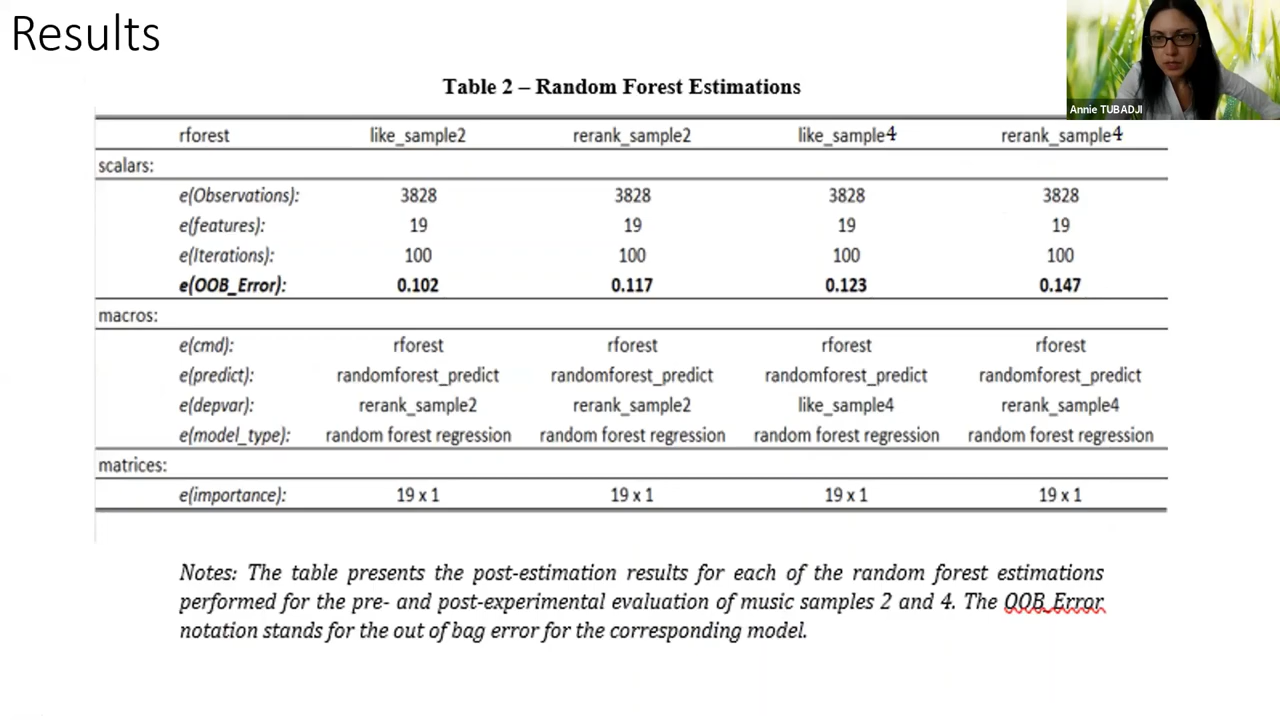 Results
Annie TUBADJI
Table 2 – Random Forest Estimations
rforest like_sample2 rerank_sample2 like_sample4 rerank_sample4
scalars:
e(Observations): 3828 3828 3828 3828
e(features): 19 19 19 19
e(Iterations): 100 100 100 100
e(OOB_Error): 0.102 0.117 0.123 0.147
macros:
e(cmd): rforest rforest rforest rforest
e(predict): randomforest_predict randomforest_predict randomforest_predict randomforest_predict
e(depvar): rerank_sample2 rerank_sample2 like_sample4 rerank_sample4
e(model_type): random forest regression random forest regression random forest regression random forest regression
matrices:
e(importance): 19 x 1 19 x 1 19 x 1 19 x 1
Notes: The table presents the post-estimation results for each of the random forest estimations
performed for the pre- and post-experimental evaluation of music samples 2 and 4. The OOB_Error
notation stands for the out of bag error for the corresponding model.